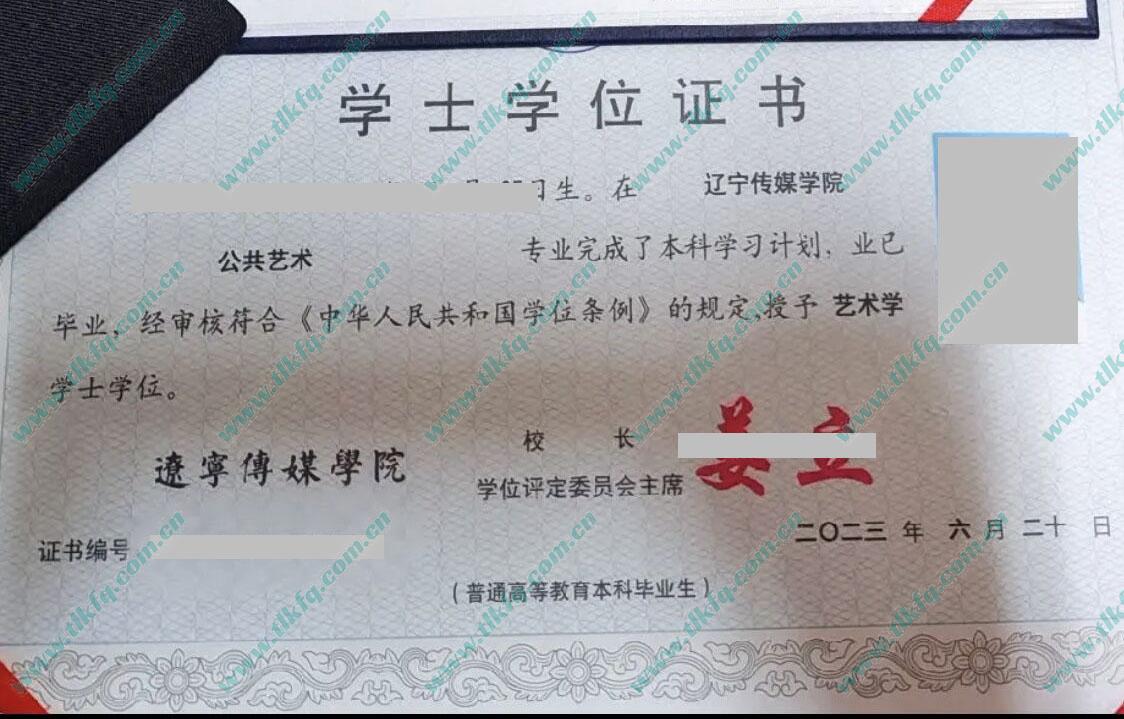 学士学位证书
日生。在 辽宁传媒学院
公共艺术 专业完成了本科学习计划，业已
毕业，经审核符合《中华人民共和国学位条例》的规定,授予 艺术学
学士学位。
遼寧傳媒學院
校 长
学位评定委员会主席
二〇二三 年 六 月 二十 日
证书编号
（普通高等教育本科毕业生）
www.tlkfq.com.cn